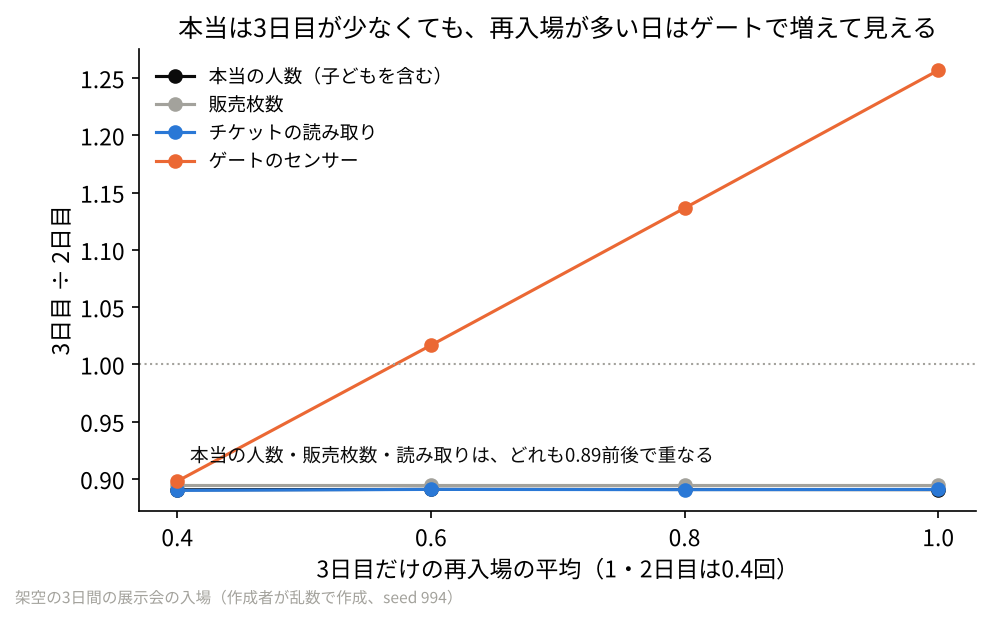 本当は3日目が少なくても、再入場が多い日はゲートで増えて見える
本当の人数（子どもを含む）
販売枚数
チケットの読み取り
ゲートのセンサー
3日目 ÷ 2日目
1.25
1.20
1.15
1.10
1.05
1.00
0.95
0.90
本当の人数・販売枚数・読み取りは、どれも0.89前後で重なる
0.4 0.6 0.8 1.0
3日目だけの再入場の平均（1・2日目は0.4回）
架空の3日間の展示会の入場（作成者が乱数で作成、seed 994）